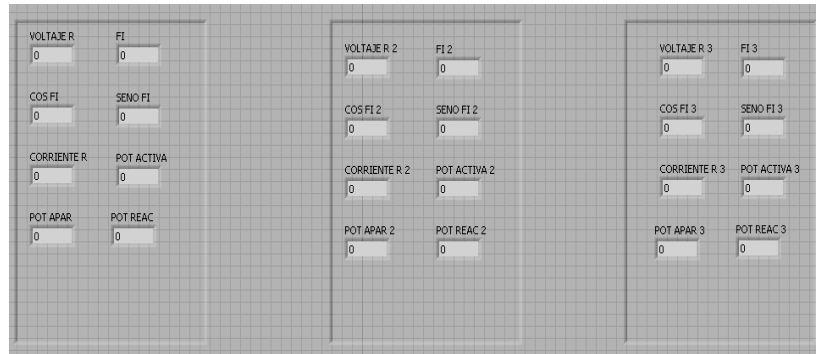 VOLTAJE R FI
0 0
COS FI SENO FI
0 0
CORRIENTE R POT ACTIVA
0 0
POT APAR POT REAC
0 0
VOLTAJE R 2 FI 2
0 0
COS FI 2 SENO FI 2
0 0
CORRIENTE R 2 POT ACTIVA 2
0 0
POT APAR 2 POT REAC 2
0 0
VOLTAJE R 3 FI 3
0 0
COS FI 3 SENO FI 3
0 0
CORRIENTE R 3 POT ACTIVA 3
0 0
POT APAR 3 POT REAC 3
0 0